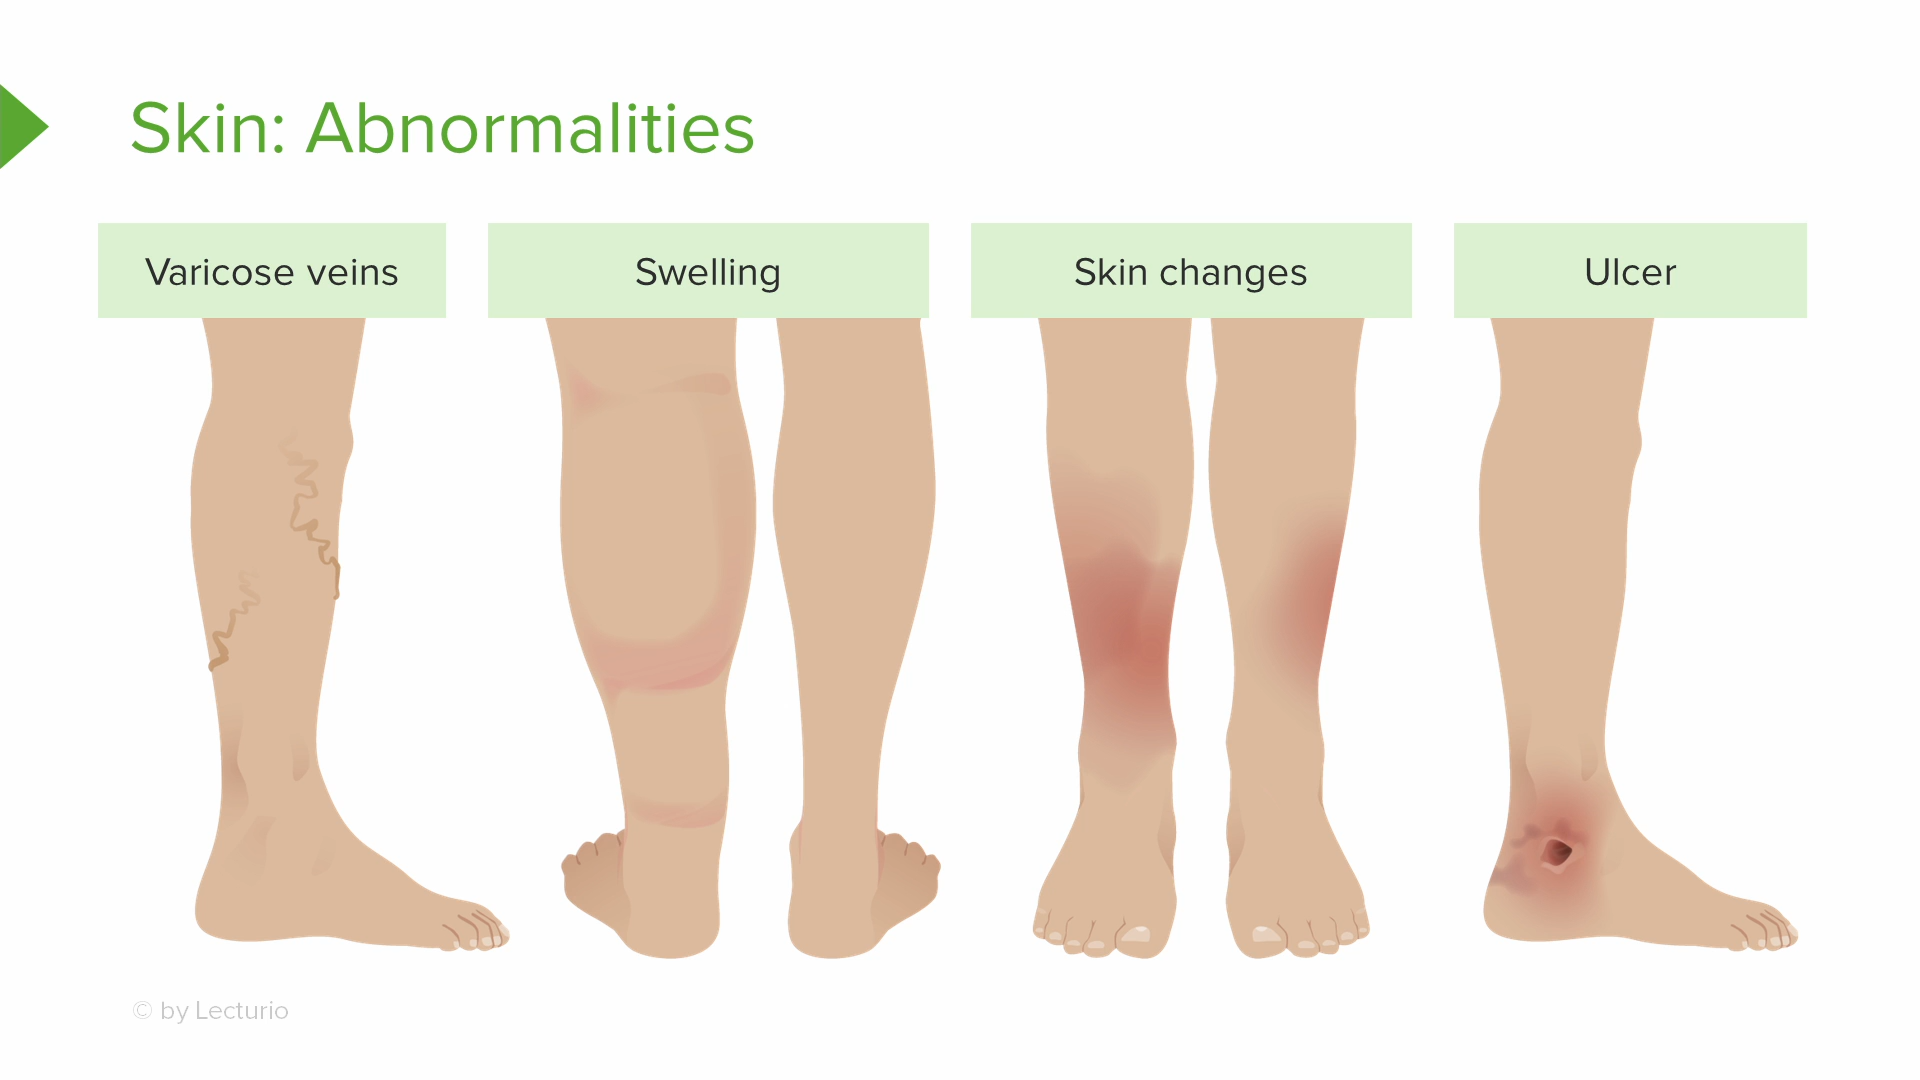 Skin: Abnormalities
Varicose veins
Swelling
Skin changes
Ulcer
© by Lecturio